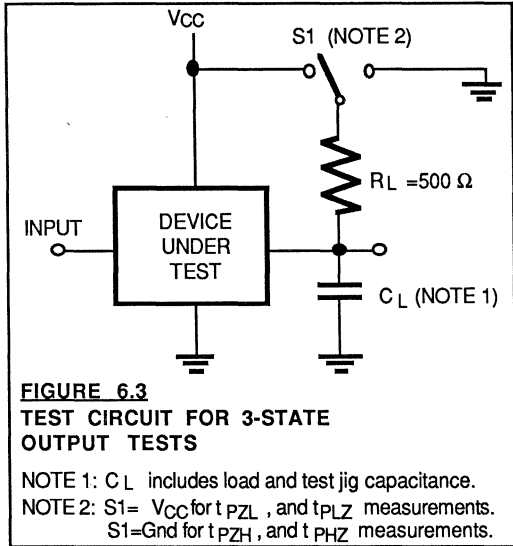 VCC
S1 (NOTE 2)
RL =500 Ω
INPUT
DEVICE
UNDER
TEST
CL (NOTE 1)
FIGURE 6.3
TEST CIRCUIT FOR 3-STATE
OUTPUT TESTS
NOTE 1: CL includes load and test jig capacitance.
NOTE 2: S1= VCC for tPZL , and tPLZ measurements.
S1=Gnd for tPZH , and tPHZ measurements.